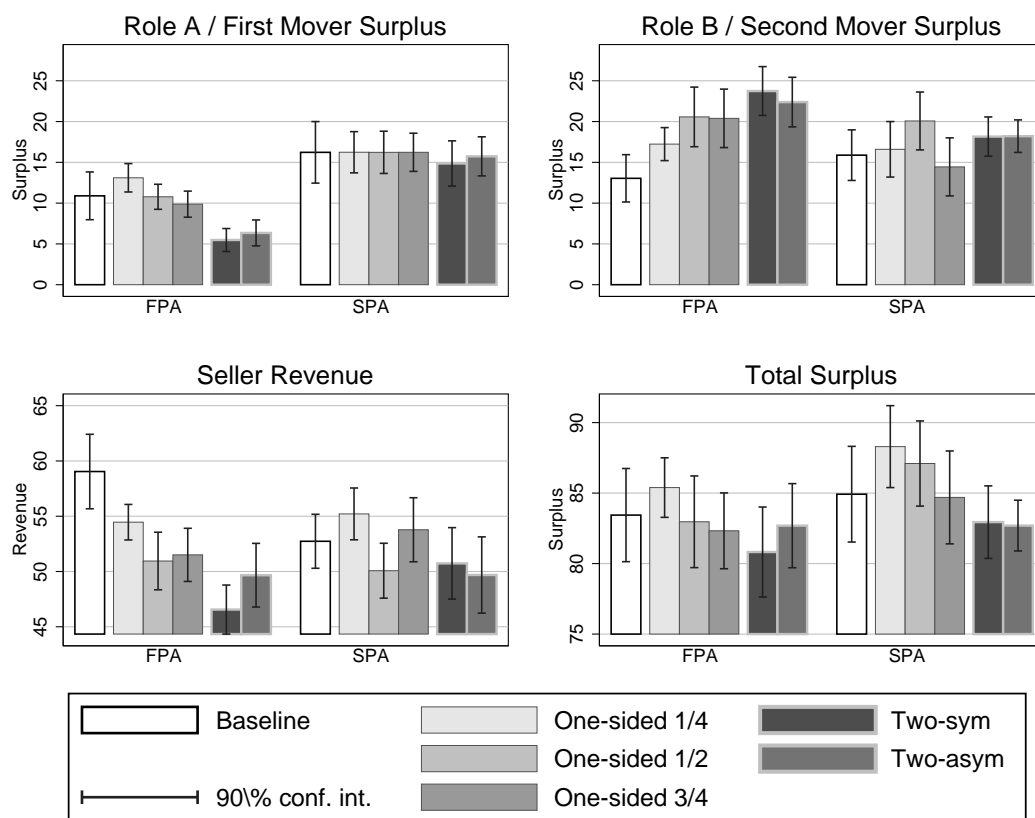 Role A / First Mover Surplus
Surplus
0 5 10 15 20 25
FPA SPA
Role B / Second Mover Surplus
Surplus
0 5 10 15 20 25
FPA SPA
Seller Revenue
Revenue
45 50 55 60 65
FPA SPA
Total Surplus
Surplus
75 80 85 90
FPA SPA
Baseline One-sided 1/4 Two-sym
One-sided 1/2 Two-asym
90\% conf. int. One-sided 3/4